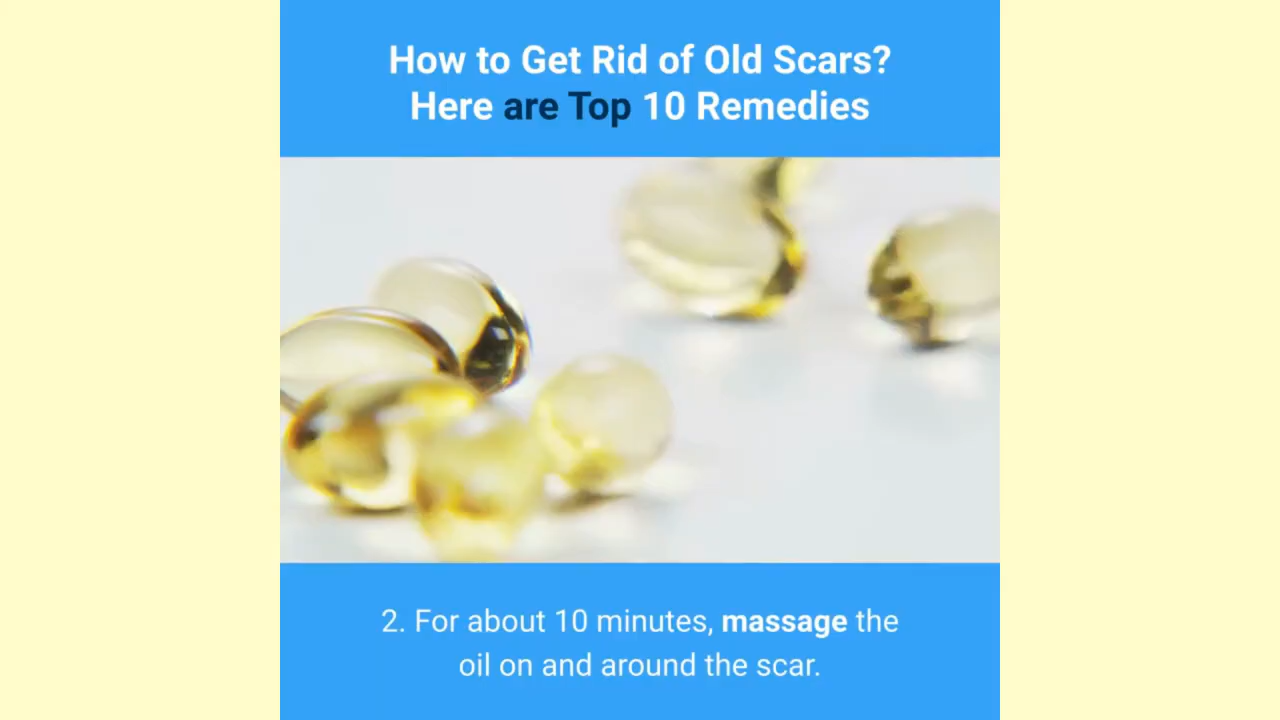 How to Get Rid of Old Scars?
Here are Top 10 Remedies
2. For about 10 minutes, massage the
oil on and around the scar.